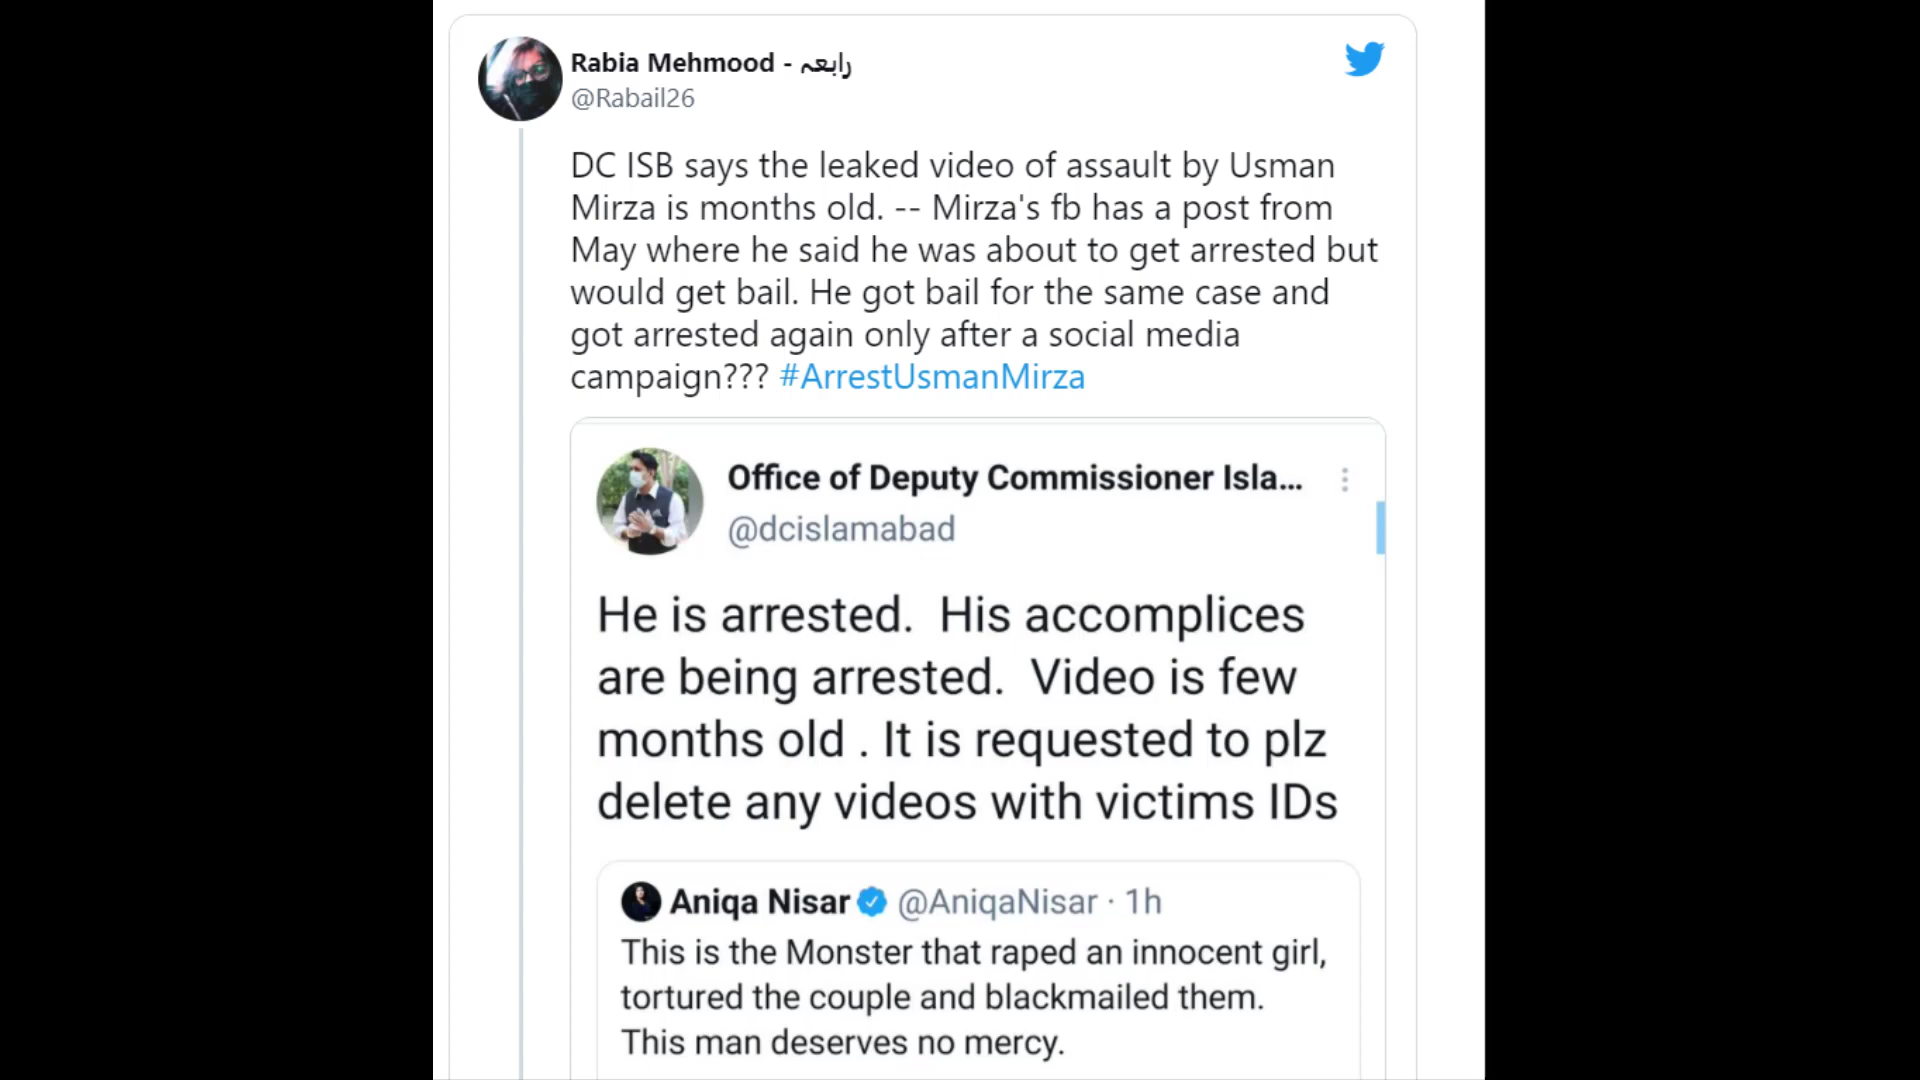 Rabia Mehmood - رابعہ
@Rabail26
DC ISB says the leaked video of assault by Usman
Mirza is months old. -- Mirza's fb has a post from
May where he said he was about to get arrested but
would get bail. He got bail for the same case and
got arrested again only after a social media
campaign??? #ArrestUsmanMirza
Office of Deputy Commissioner Isla...
@dcislamabad
He is arrested.  His accomplices
are being arrested.  Video is few
months old . It is requested to plz
delete any videos with victims IDs
Aniqa Nisar @AniqaNisar · 1h
This is the Monster that raped an innocent girl,
tortured the couple and blackmailed them.
This man deserves no mercy.